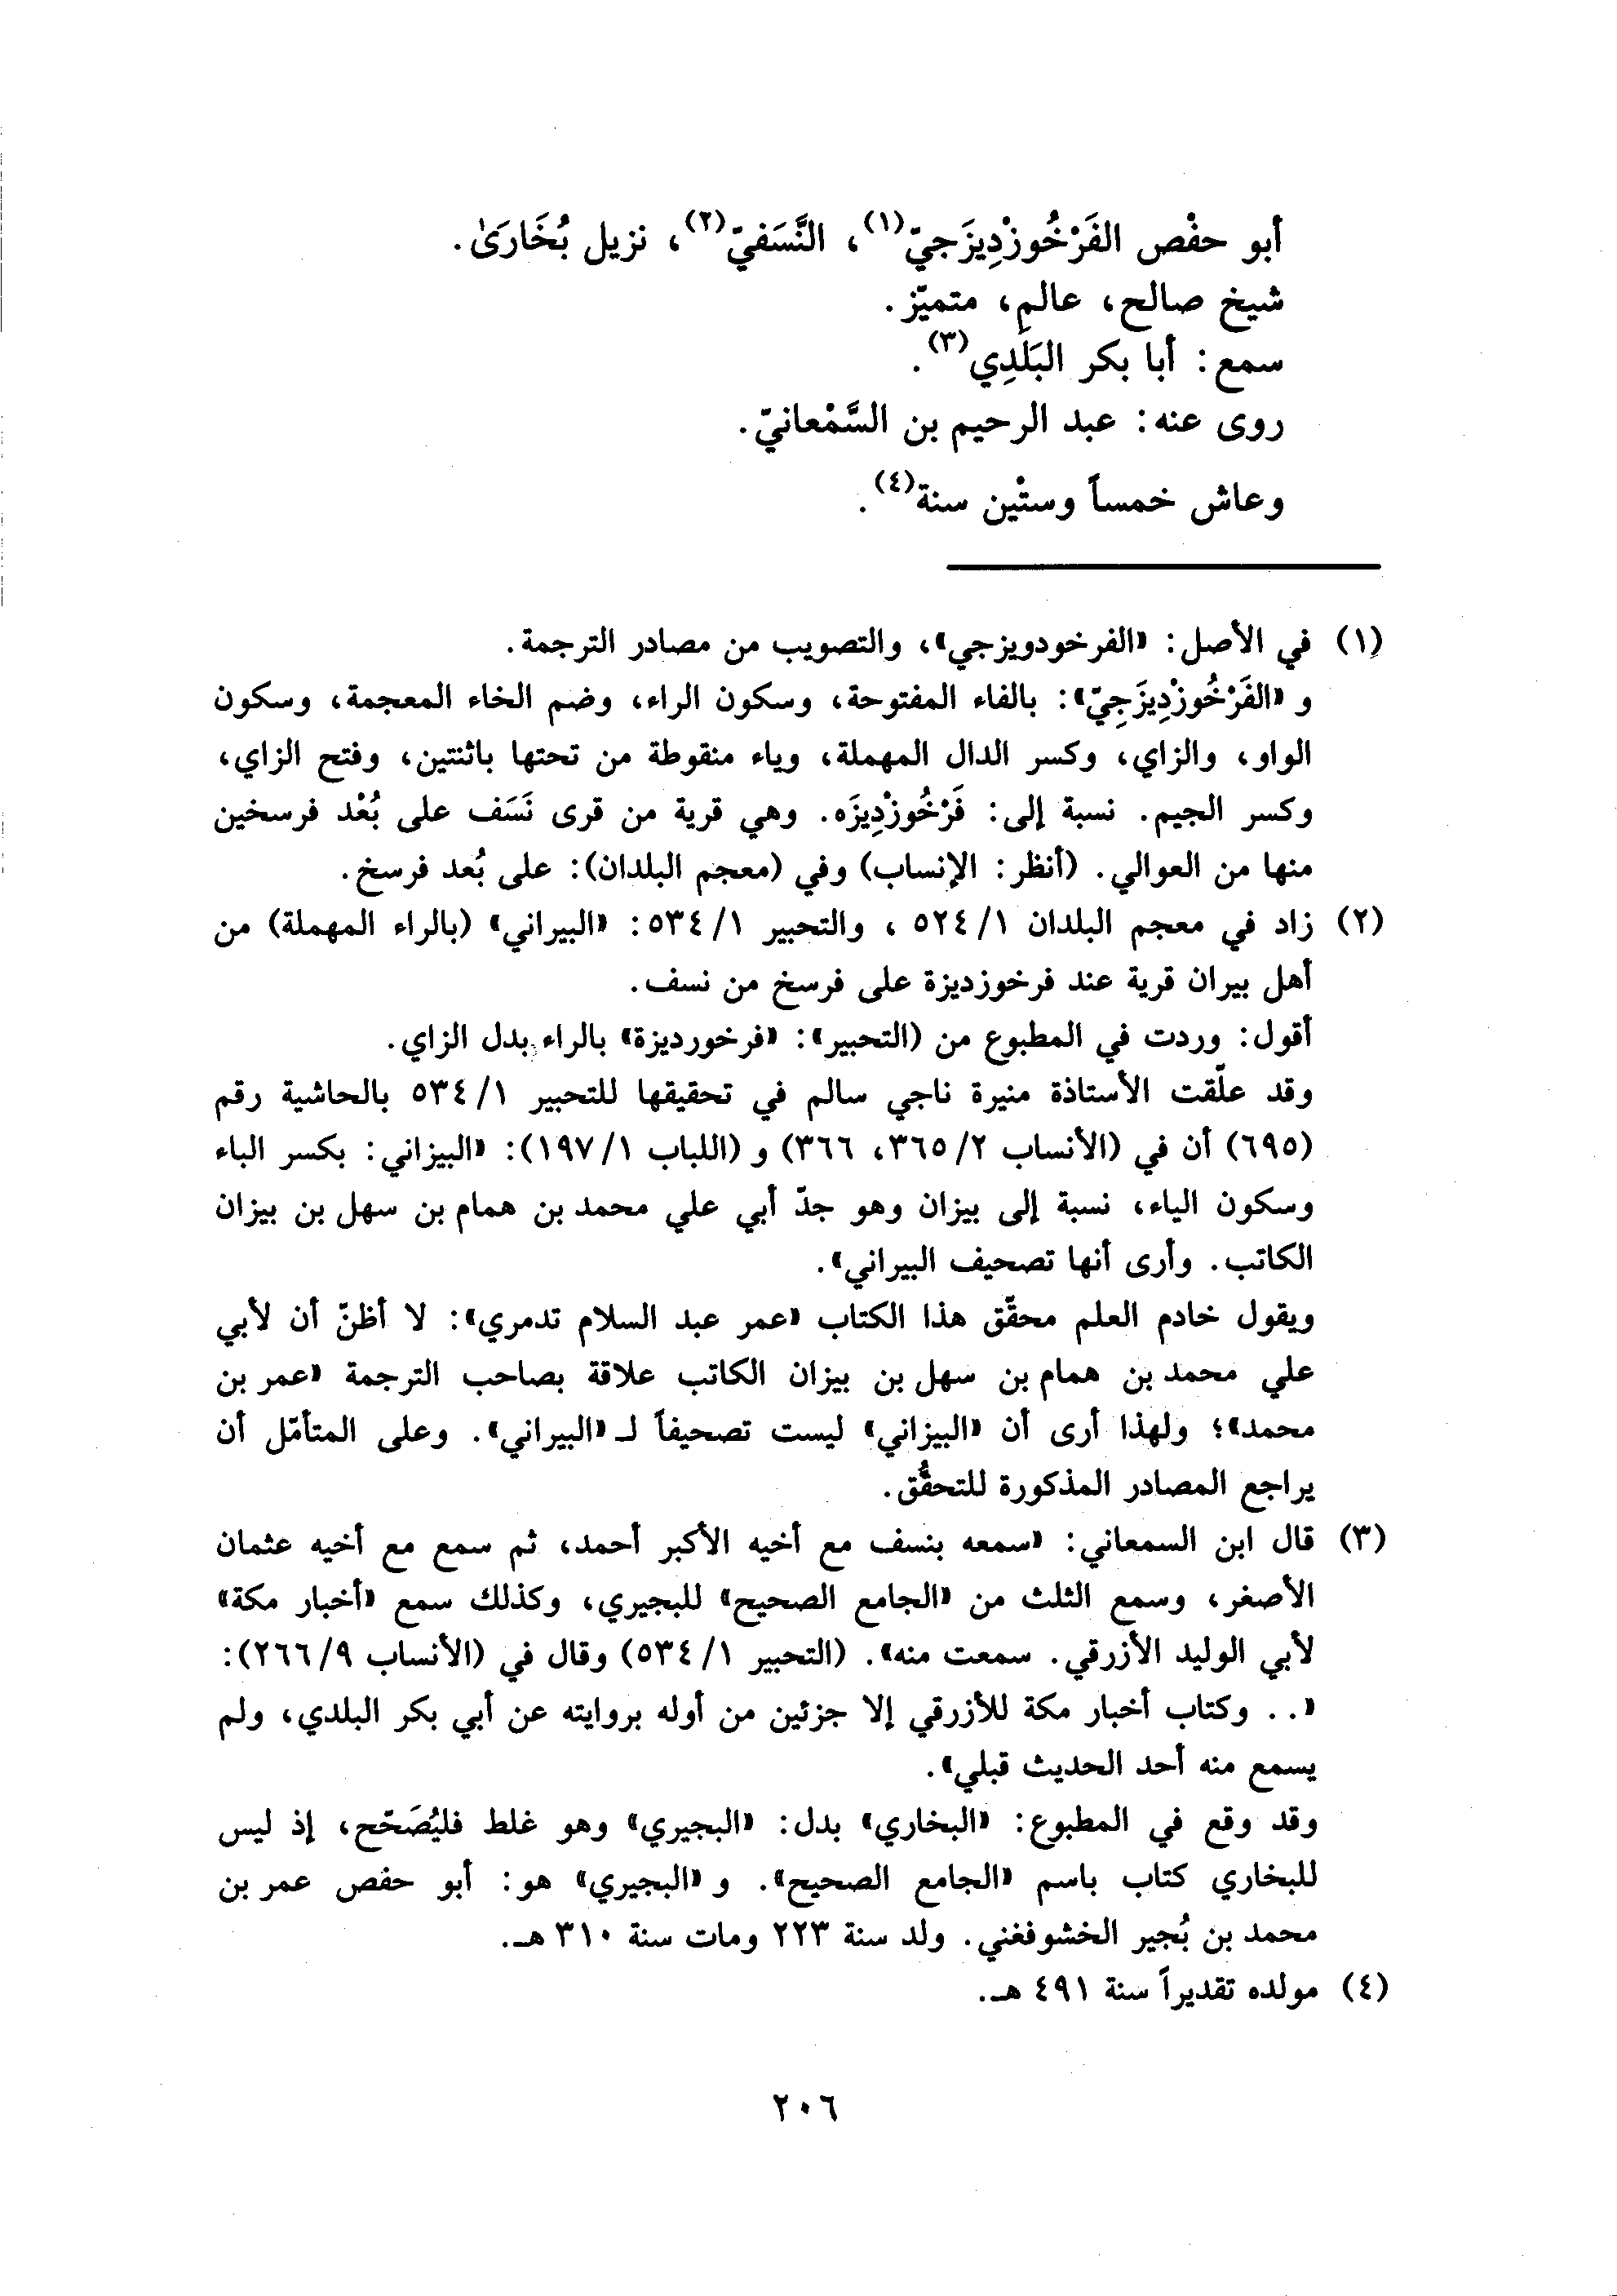 أبو حفْص الفَرْخُوزْدِيزَجيّ(١)، النَّسَفيّ(٢)، نزيل بُخَارَىٰ.
شيخ صالح، عالم، متميّز.
سمع: أبا بكر البَلَدِي(٣).
روى عنه: عبد الرحيم بن السَّمْعانيّ.
وعاش خمساً وستْين سنة(٤).
(١) في الأصل: «الفرخودويزجي»، والتصويب من مصادر الترجمة.
و «الفَرْخُوزْدِيزَجِيّ»: بالفاء المفتوحة، وسكون الراء، وضم الخاء المعجمة، وسكون
الواو، والزاي، وكسر الدال المهملة، وياء منقوطة من تحتها باثنتين، وفتح الزاي،
وكسر الجيم. نسبة إلى: فَرْخُوزْدِيزَه. وهي قرية من قرى نَسَف على بُعْد فرسخين
منها من العوالي. (أنظر: الإنساب) وفي (معجم البلدان): على بُعد فرسخ.
(٢) زاد في معجم البلدان ١/ ٥٢٤ ، والتحبير ١/ ٥٣٤: «البيراني» (بالراء المهملة) من
أهل بيران قرية عند فرخوزديزة على فرسخ من نسف.
أقول: وردت في المطبوع من (التحبير»: «فرخورديزة» بالراء بدل الزاي.
وقد علّقت الأستاذة منيرة ناجي سالم في تحقيقها للتحبير ١/ ٥٣٤ بالحاشية رقم
(٦٩٥) أن في (الأنساب ٢/ ٣٦٥، ٣٦٦) و (اللباب ١/ ١٩٧): «البيزاني: بكسر الباء
وسكون الياء، نسبة إلى بيزان وهو جدّ أبي علي محمد بن همام بن سهل بن بيزان
الكاتب. وأرى أنها تصحيف البيراني».
ويقول خادم العلم محقّق هذا الكتاب «عمر عبد السلام تدمري»: لا أظنّ أن لأبي
علي محمد بن همام بن سهل بن بيزان الكاتب علاقة بصاحب الترجمة «عمر بن
محمد»؛ ولهذا أرى أن «البيزاني» ليست تصحيفاً لـ «البيراني». وعلى المتأمّل أن
يراجع المصادر المذكورة للتحقُّق.
(٣) قال ابن السمعاني: «سمعه بنسف مع أخيه الأكبر أحمد، ثم سمع مع أخيه عثمان
الأصغر، وسمع الثلث من «الجامع الصحيح» للبجيري، وكذلك سمع «أخبار مكة»
لأبي الوليد الأزرقي. سمعت منه». (التحبير ١/ ٥٣٤) وقال في (الأنساب ٩/ ٢٦٦):
«.. وكتاب أخبار مكة للأزرقي إلا جزئين من أوله بروايته عن أبي بكر البلدي، ولم
يسمع منه أحد الحديث قبلي».
وقد وقع في المطبوع: «البخاري» بدل: «البجيري» وهو غلط فليُصَحّح، إذ ليس
للبخاري كتاب باسم «الجامع الصحيح». و «البجيري» هو: أبو حفص عمر بن
محمد بن بُجير الخشوفغني. ولد سنة ٢٢٣ ومات سنة ٣١٠ هـ.
(٤) مولده تقديراً سنة ٤٩١ هـ.
٢٠٦